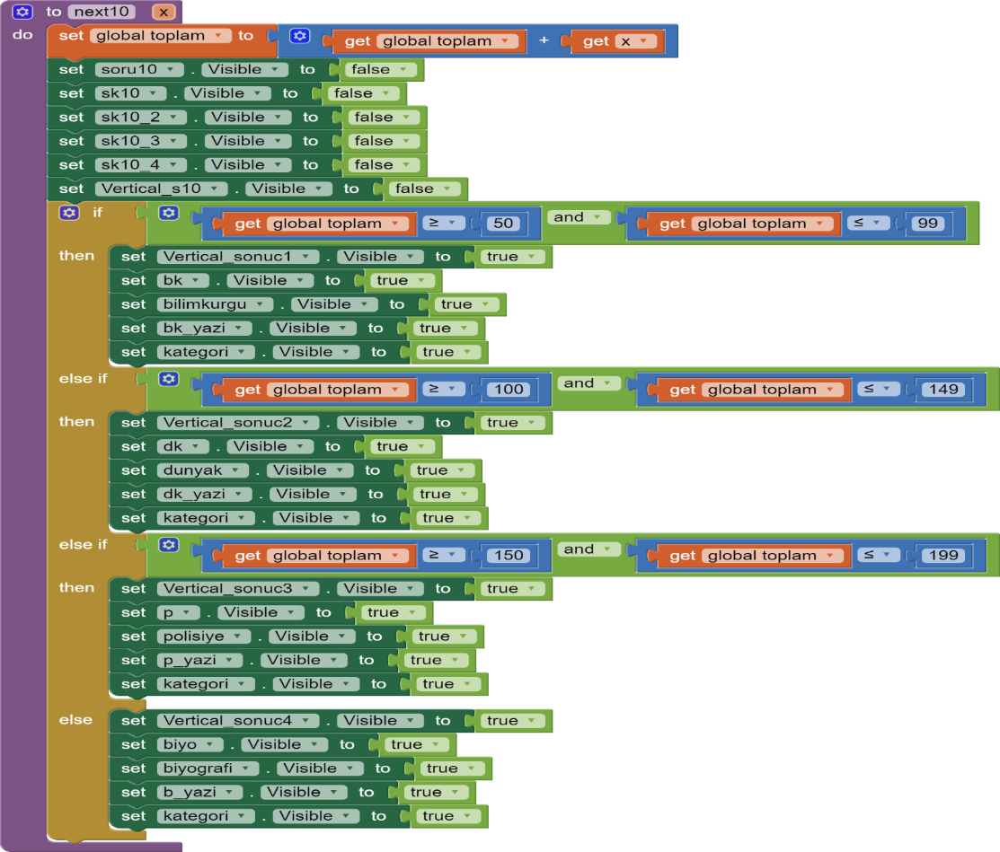 to next10 x
do set global toplam to get global toplam + get x
set soru10 . Visible to false
set sk10 . Visible to false
set sk10_2 . Visible to false
set sk10_3 . Visible to false
set sk10_4 . Visible to false
set Vertical_s10 . Visible to false
if get global toplam ≥ 50 and get global toplam ≤ 99
then set Vertical_sonuc1 . Visible to true
set bk . Visible to true
set bilimkurgu . Visible to true
set bk_yazi . Visible to true
set kategori . Visible to true
else if get global toplam ≥ 100 and get global toplam ≤ 149
then set Vertical_sonuc2 . Visible to true
set dk . Visible to true
set dunyak . Visible to true
set dk_yazi . Visible to true
set kategori . Visible to true
else if get global toplam ≥ 150 and get global toplam ≤ 199
then set Vertical_sonuc3 . Visible to true
set p . Visible to true
set polisiye . Visible to true
set p_yazi . Visible to true
set kategori . Visible to true
else set Vertical_sonuc4 . Visible to true
set biyo . Visible to true
set biyografi . Visible to true
set b_yazi . Visible to true
set kategori . Visible to true